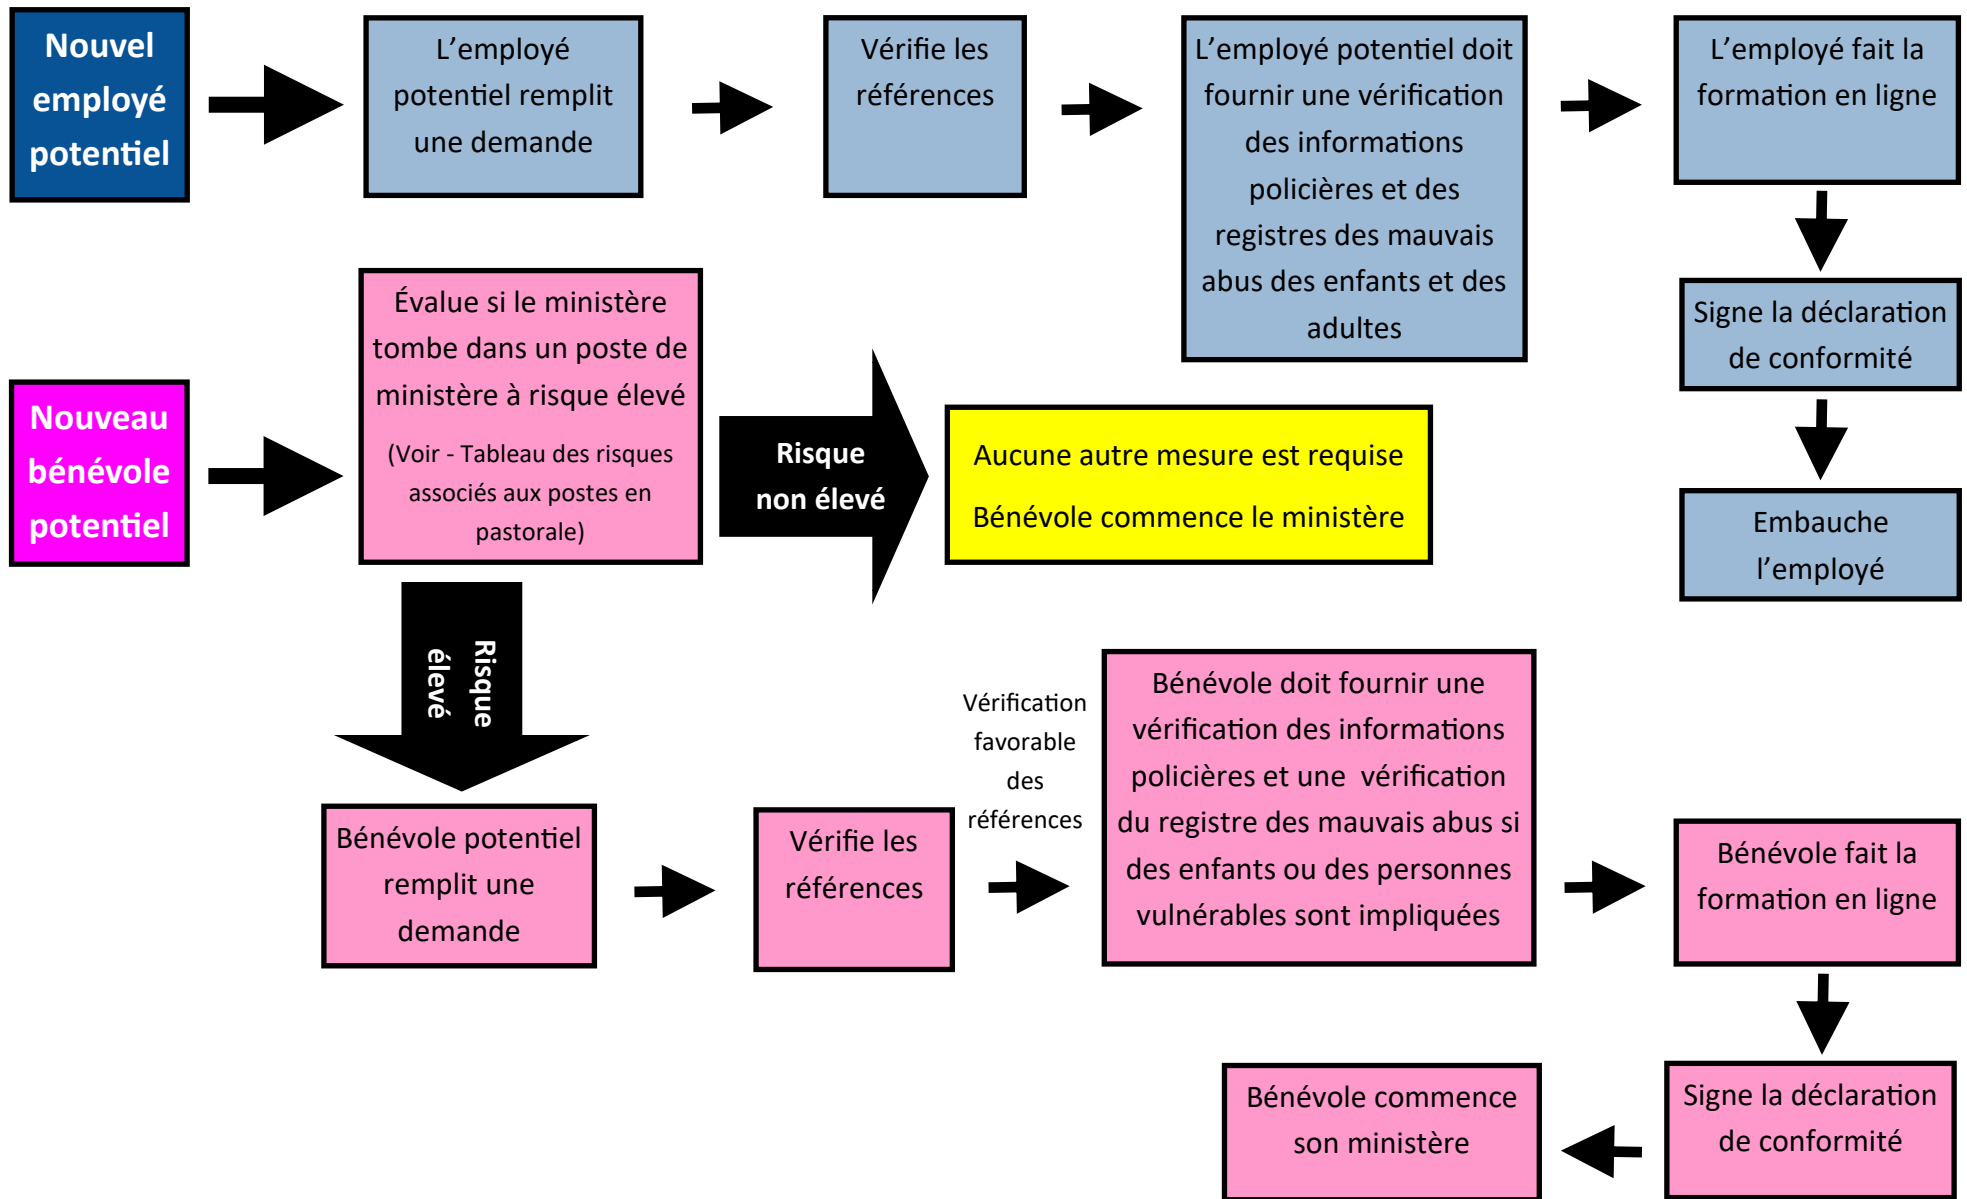 Nouvel
employé
potentiel
L’employé
potentiel remplit
une demande
Vérifie les
références
L’employé potentiel doit
fournir une vérification
des informations
policières et des
registres des mauvais
abus des enfants et des
adultes
L’employé fait la
formation en ligne
Signe la déclaration
de conformité
Embauche
l’employé
Nouveau
bénévole
potentiel
Évalue si le ministère
tombe dans un poste de
ministère à risque élevé
(Voir - Tableau des risques
associés aux postes en
pastorale)
Risque
non élevé
Aucune autre mesure est requise
Bénévole commence le ministère
Risque
élevé
Bénévole potentiel
remplit une
demande
Vérifie les
références
Vérification
favorable
des
références
Bénévole doit fournir une
vérification des informations
policières et une  vérification
du registre des mauvais abus si
des enfants ou des personnes
vulnérables sont impliquées
Bénévole fait la
formation en ligne
Signe la déclaration
de conformité
Bénévole commence
son ministère